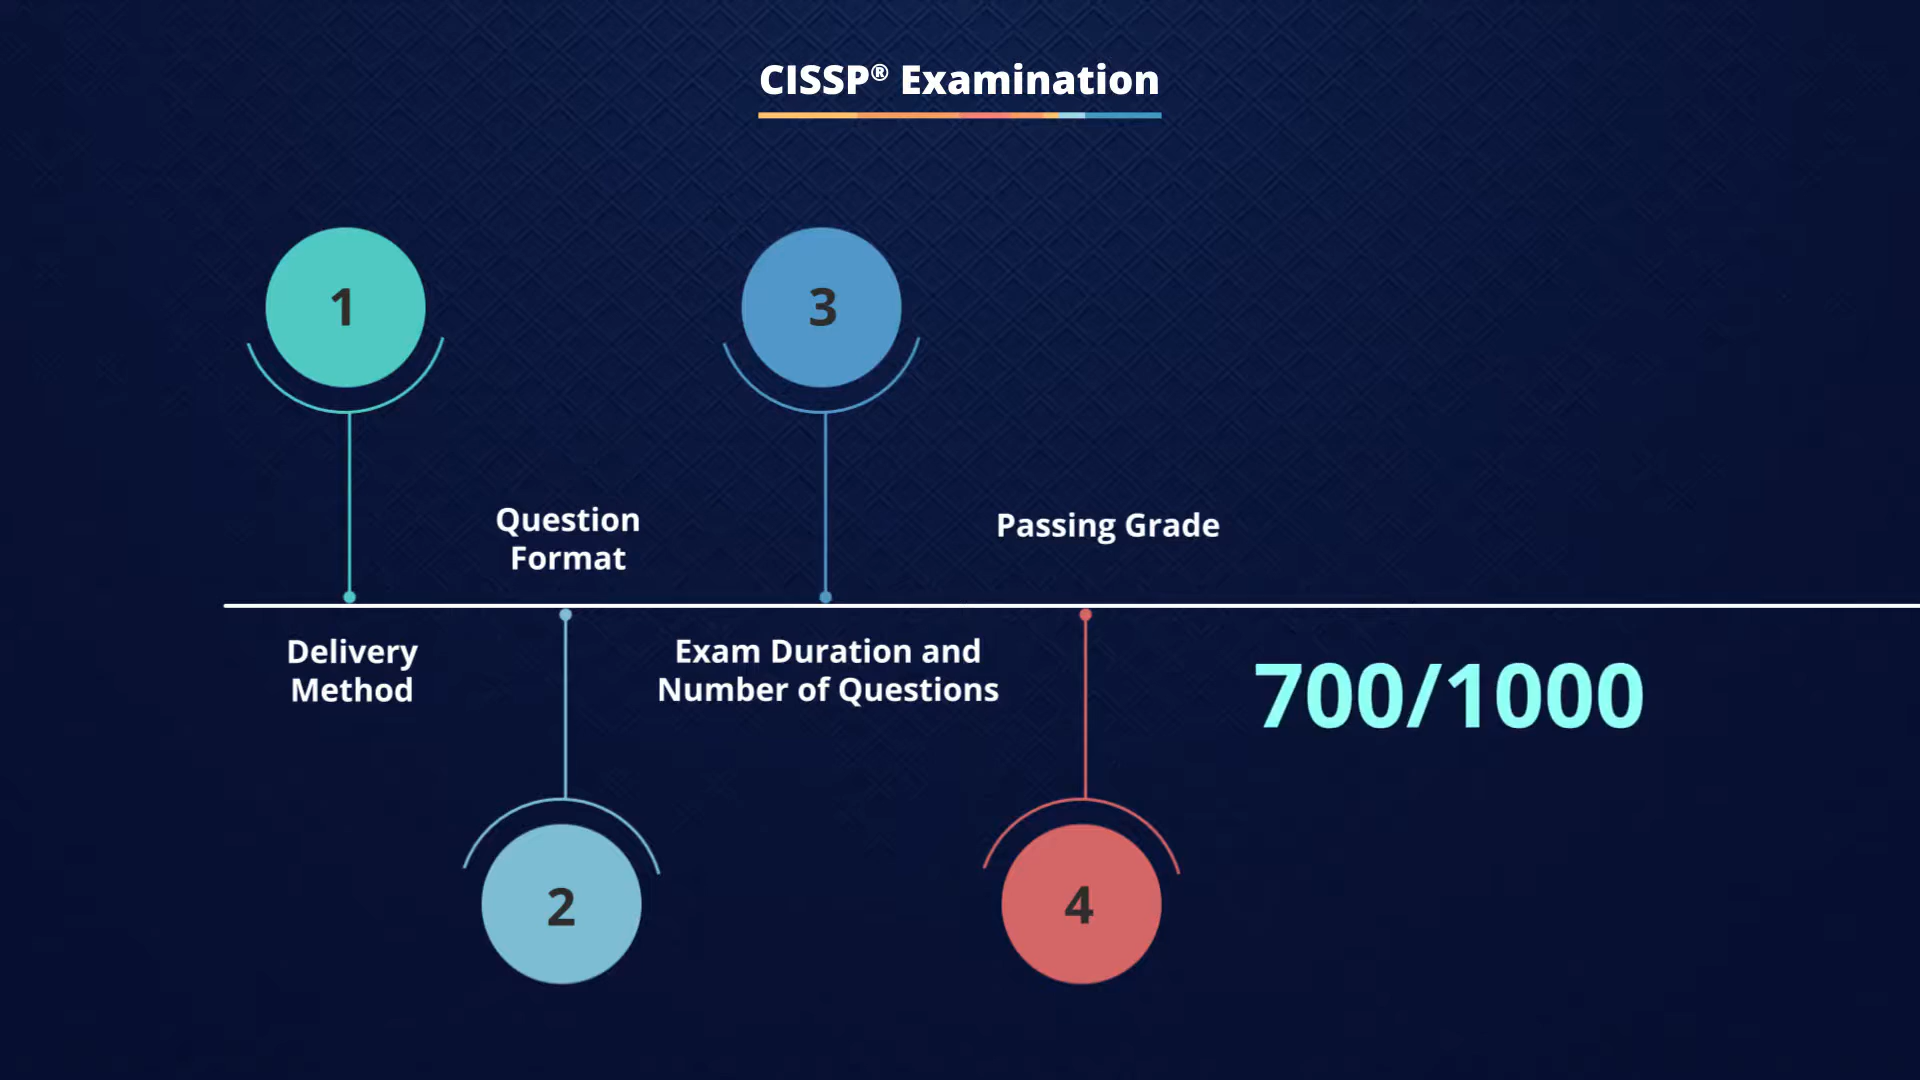 CISSP® Examination
1
Delivery
Method
Question
Format
2
3
Exam Duration and
Number of Questions
Passing Grade
4
700/1000